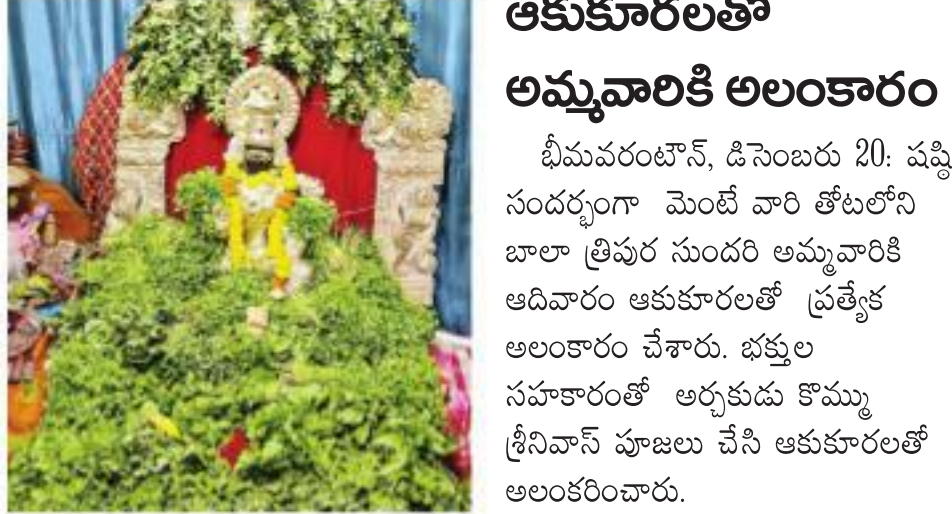 ఆకుకూరలతో
అమ్మవారికి అలంకారం
భీమవరంటౌన్, డిసెంబరు 20: షష్ఠి
సందర్భంగా మెంటే వారి తోటలోని
బాలా త్రిపుర సుందరి అమ్మవారికి
ఆదివారం ఆకుకూరలతో ప్రత్యేక
అలంకారం చేశారు. భక్తుల
సహకారంతో అర్చకుడు కొమ్ము
శ్రీనివాస్ పూజలు చేసి ఆకుకూరలతో
అలంకరించారు.